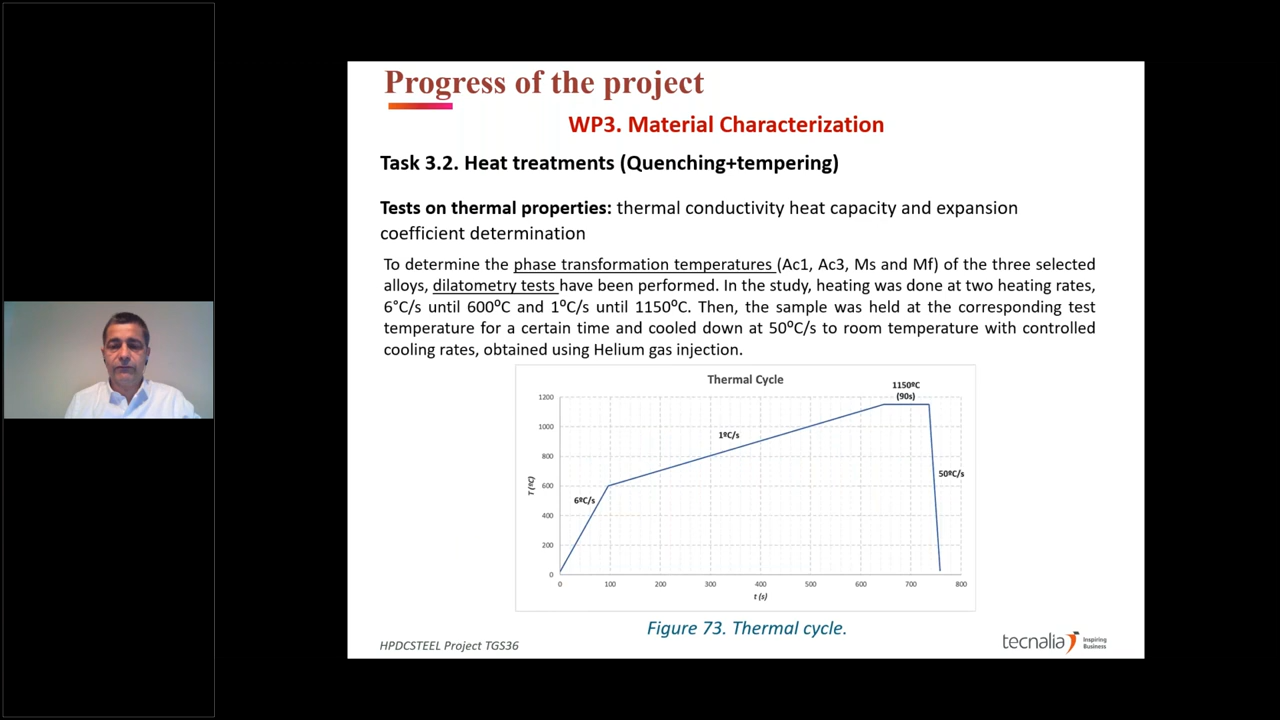 Progress of the project
WP3. Material Characterization
Task 3.2. Heat treatments (Quenching+tempering)
Tests on thermal properties: thermal conductivity heat capacity and expansion
coefficient determination
To determine the phase transformation temperatures (Ac1, Ac3, Ms and Mf) of the three selected
alloys, dilatometry tests have been performed. In the study, heating was done at two heating rates,
6°C/s until 600ºC and 1ºC/s until 1150ºC. Then, the sample was held at the corresponding test
temperature for a certain time and cooled down at 50ºC/s to room temperature with controlled
cooling rates, obtained using Helium gas injection.
Thermal Cycle
1150ºC
(90s)
1200
1000
800
600
400
200
0
T (ºC)
6ºC/s
1ºC/s
50ºC/s
0 100 200 300 400 500 600 700 800
t (s)
Figure 73. Thermal cycle.
HPDCSTEEL Project TGS36
tecnalia
Inspiring
Business